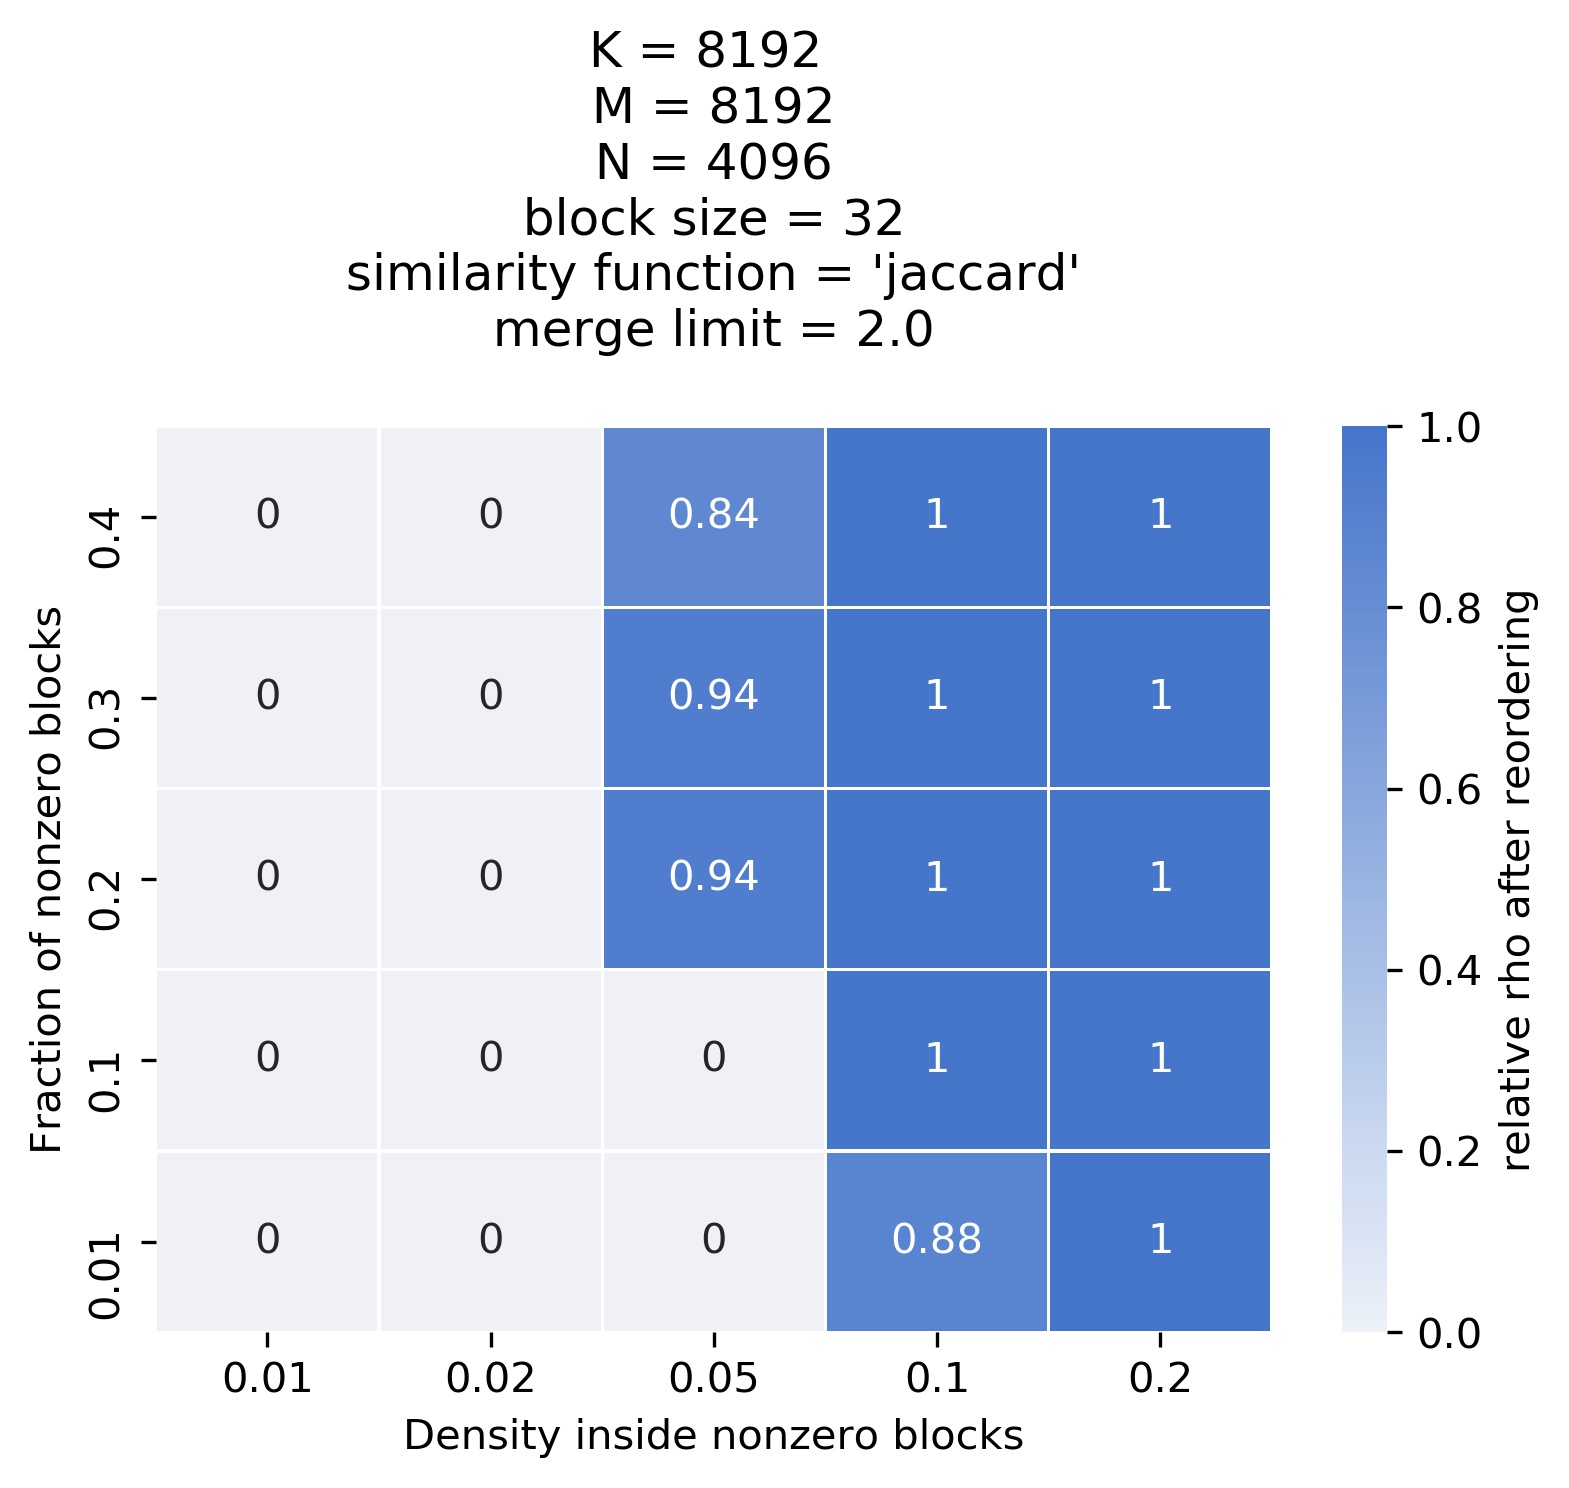 K = 8192
M = 8192
N = 4096
block size = 32
similarity function = 'jaccard'
merge limit = 2.0
Fraction of nonzero blocks
0.4
0 0 0.84 1 1
0.3
0 0 0.94 1 1
0.2
0 0 0.94 1 1
0.1
0 0 0 1 1
0.01
0 0 0 0.88 1
0.01 0.02 0.05 0.1 0.2
Density inside nonzero blocks
1.0
0.8
0.6
0.4
0.2
0.0
relative rho after reordering